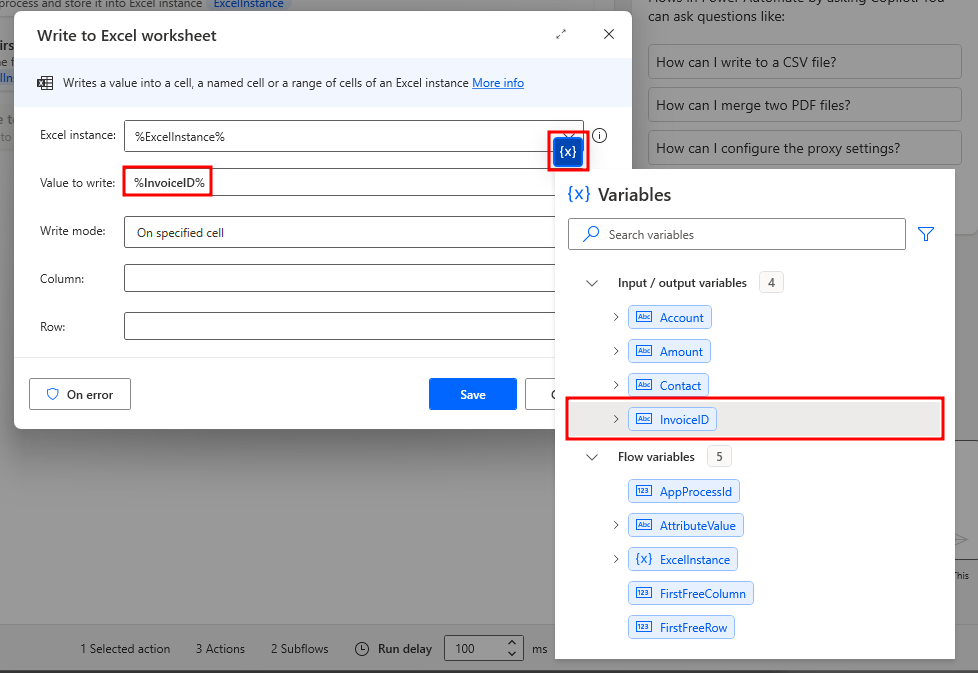 process and store it into Excel instance ExcelInstance
Flows in Power Automate by asking Copilot. You
can ask questions like:
Write to Excel worksheet
How can I write to a CSV file?
Writes a value into a cell, a named cell or a range of cells of an Excel instance More info
How can I merge two PDF files?
Excel instance:
%ExcelInstance%
{x}
How can I configure the proxy settings?
Value to write:
%InvoiceID%
{x} Variables
Write mode:
On specified cell
Search variables
Column:
Row:
Input / output variables 4
Abc Account
Abc Amount
Abc Contact
Abc InvoiceID
On error
Save
C
Flow variables 5
123 AppProcessId
Abc AttributeValue
{x} ExcelInstance
123 FirstFreeColumn
123 FirstFreeRow
This
1 Selected action 3 Actions 2 Subflows Run delay 100 ms